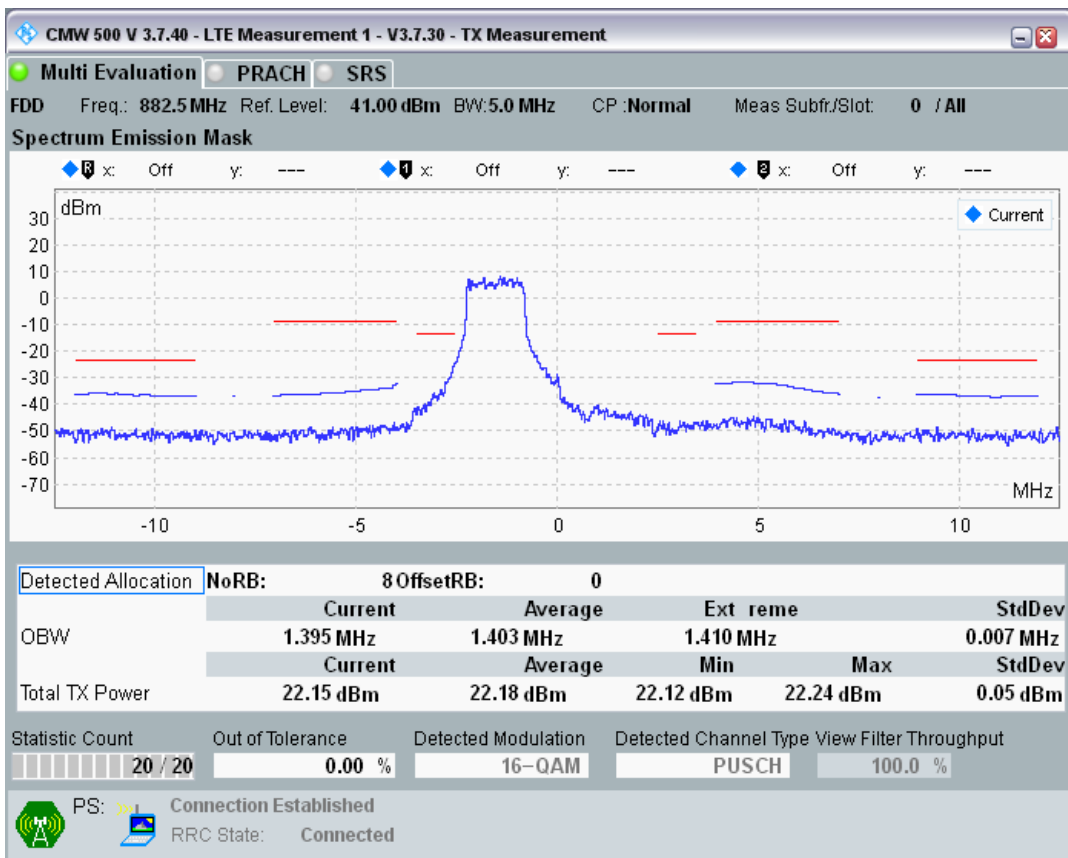 CMW 500 V 3.7.40 - LTE Measurement 1 - V3.7.30 - TX Measurement
Multi Evaluation PRACH SRS
FDD Freq.: 882.5 MHz Ref. Level: 41.00 dBm BW:5.0 MHz CP :Normal Meas Subfr./Slot: 0 / All
Spectrum Emission Mask
R x: Off y: --- 1 x: Off y: --- 2 x: Off y: ---
dBm
Current
30
20
10
0
-10
-20
-30
-40
-50
-60
-70
MHz
-10 -5 0 5 10
Detected Allocation NoRB: 8 OffsetRB: 0
Current Average Ext reme StdDev
OBW 1.395 MHz 1.403 MHz 1.410 MHz 0.007 MHz
Current Average Min Max StdDev
Total TX Power 22.15 dBm 22.18 dBm 22.12 dBm 22.24 dBm 0.05 dBm
Statistic Count Out of Tolerance Detected Modulation Detected Channel Type View Filter Throughput
20 / 20 0.00 % 16-QAM PUSCH 100.0 %
PS: Connection Established
RRC State: Connected